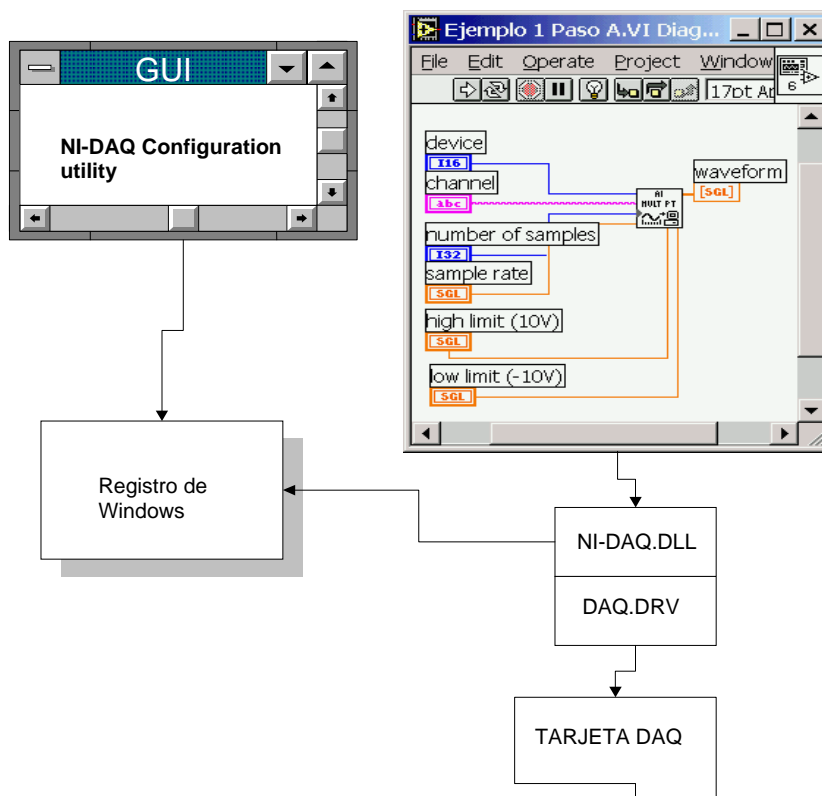 GUI
NI-DAQ Configuration
utility
Ejemplo 1 Paso A.VI Diag...
File Edit Operate Project Window
17pt Ap
6
device
I16
channel
abc
number of samples
I32
sample rate
SGL
high limit (10V)
SGL
low limit (-10V)
SGL
AI
MULT PT
waveform
[SGL]
Registro de
Windows
NI-DAQ.DLL
DAQ.DRV
TARJETA DAQ